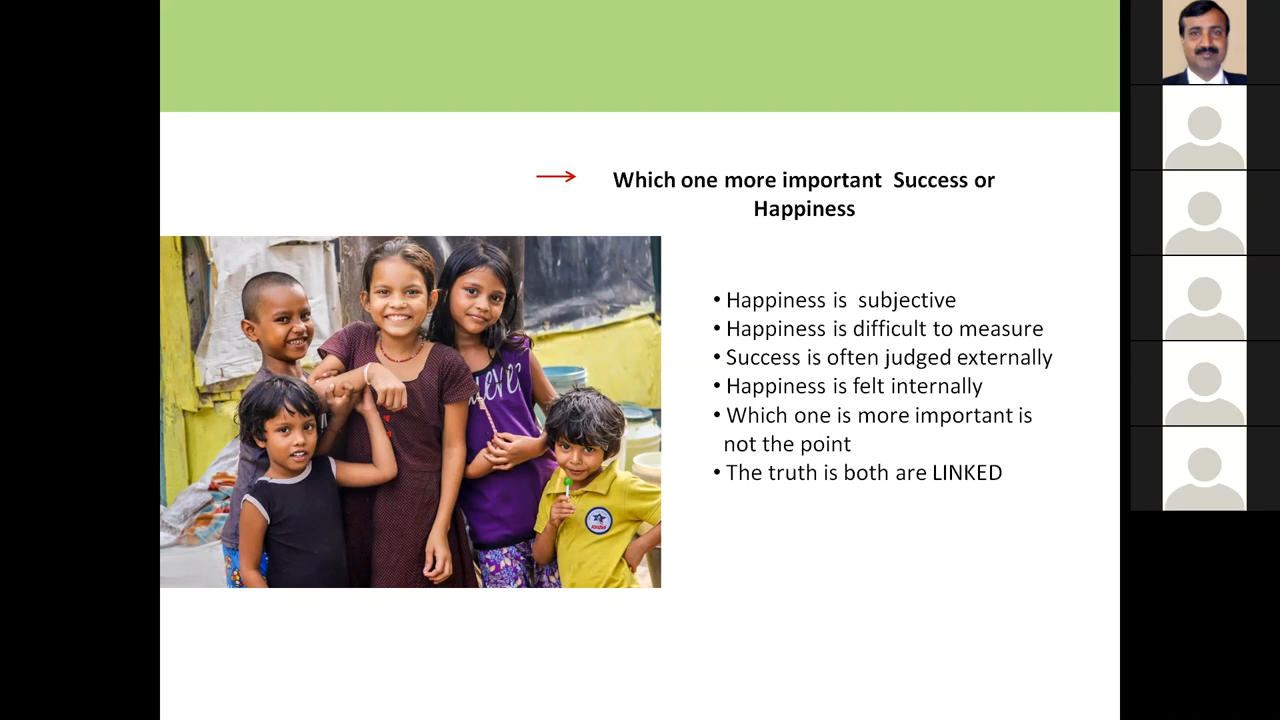 Which one more important  Success or
Happiness
• Happiness is  subjective
• Happiness is difficult to measure
• Success is often judged externally
• Happiness is felt internally
• Which one is more important is
not the point
• The truth is both are LINKED